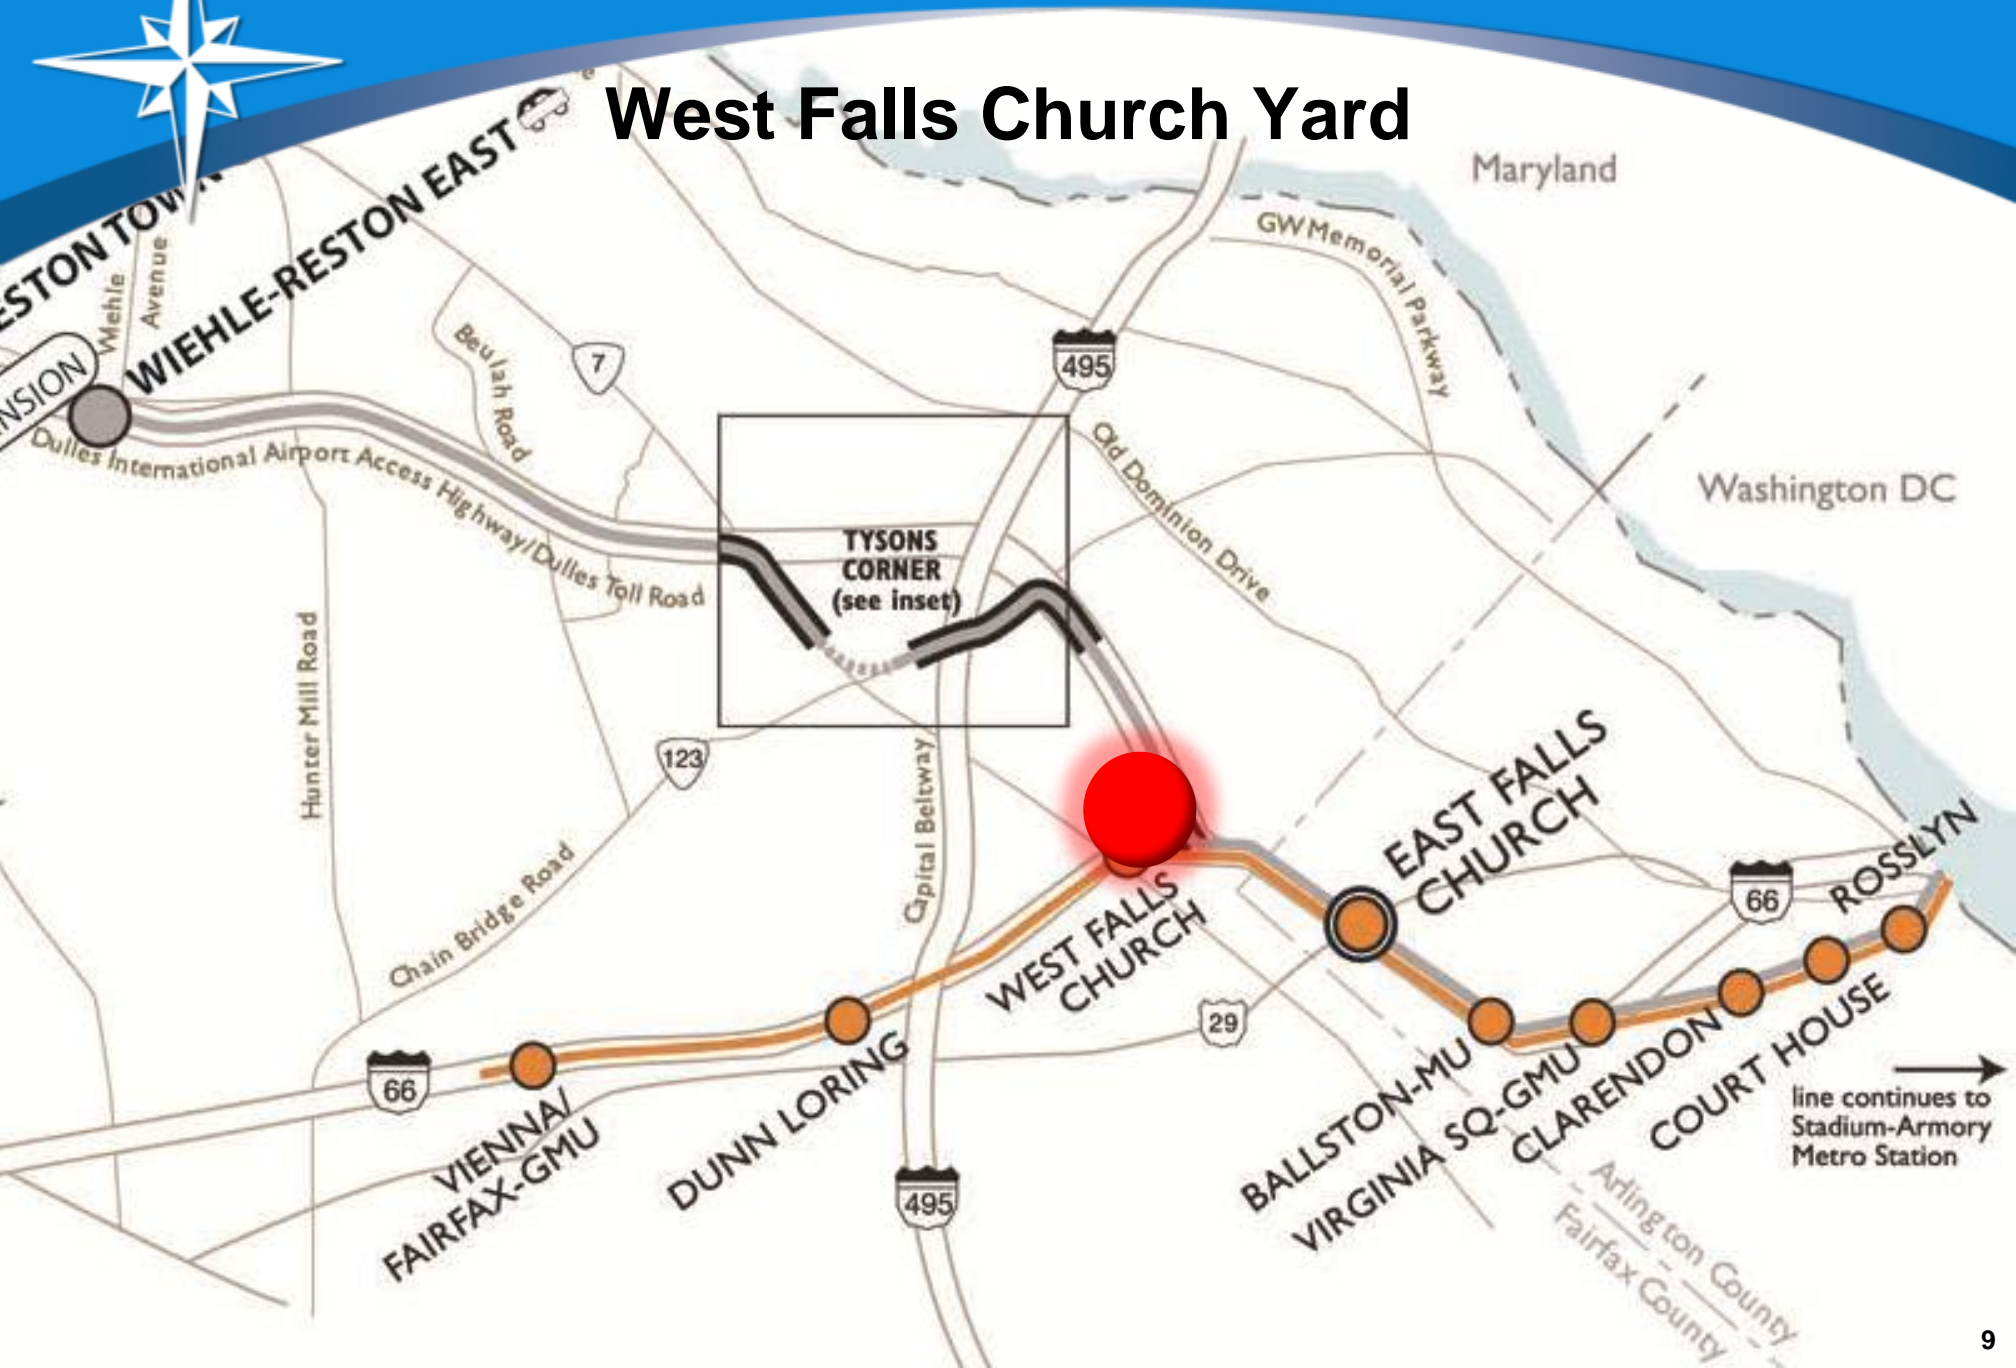 West Falls Church Yard
Maryland
GW Memorial Parkway
ESTON TOWN
Wiehle
Avenue
WIEHLE-RESTON EAST
NSION
Beulah Road
7
495
Dulles International Airport Access Highway/Dulles Toll Road
Old Dominion Drive
Washington DC
TYSONS
CORNER
(see inset)
Hunter Mill Road
123
Capital Beltway
Chain Bridge Road
EAST FALLS
CHURCH
66
ROSSLYN
WEST FALLS
CHURCH
29
66
VIENNA/
FAIRFAX-GMU
DUNN LORING
495
BALLSTON-MU
VIRGINIA SQ-GMU
CLARENDON
COURT HOUSE
line continues to
Stadium-Armory
Metro Station
Arlington County
Fairfax County
9